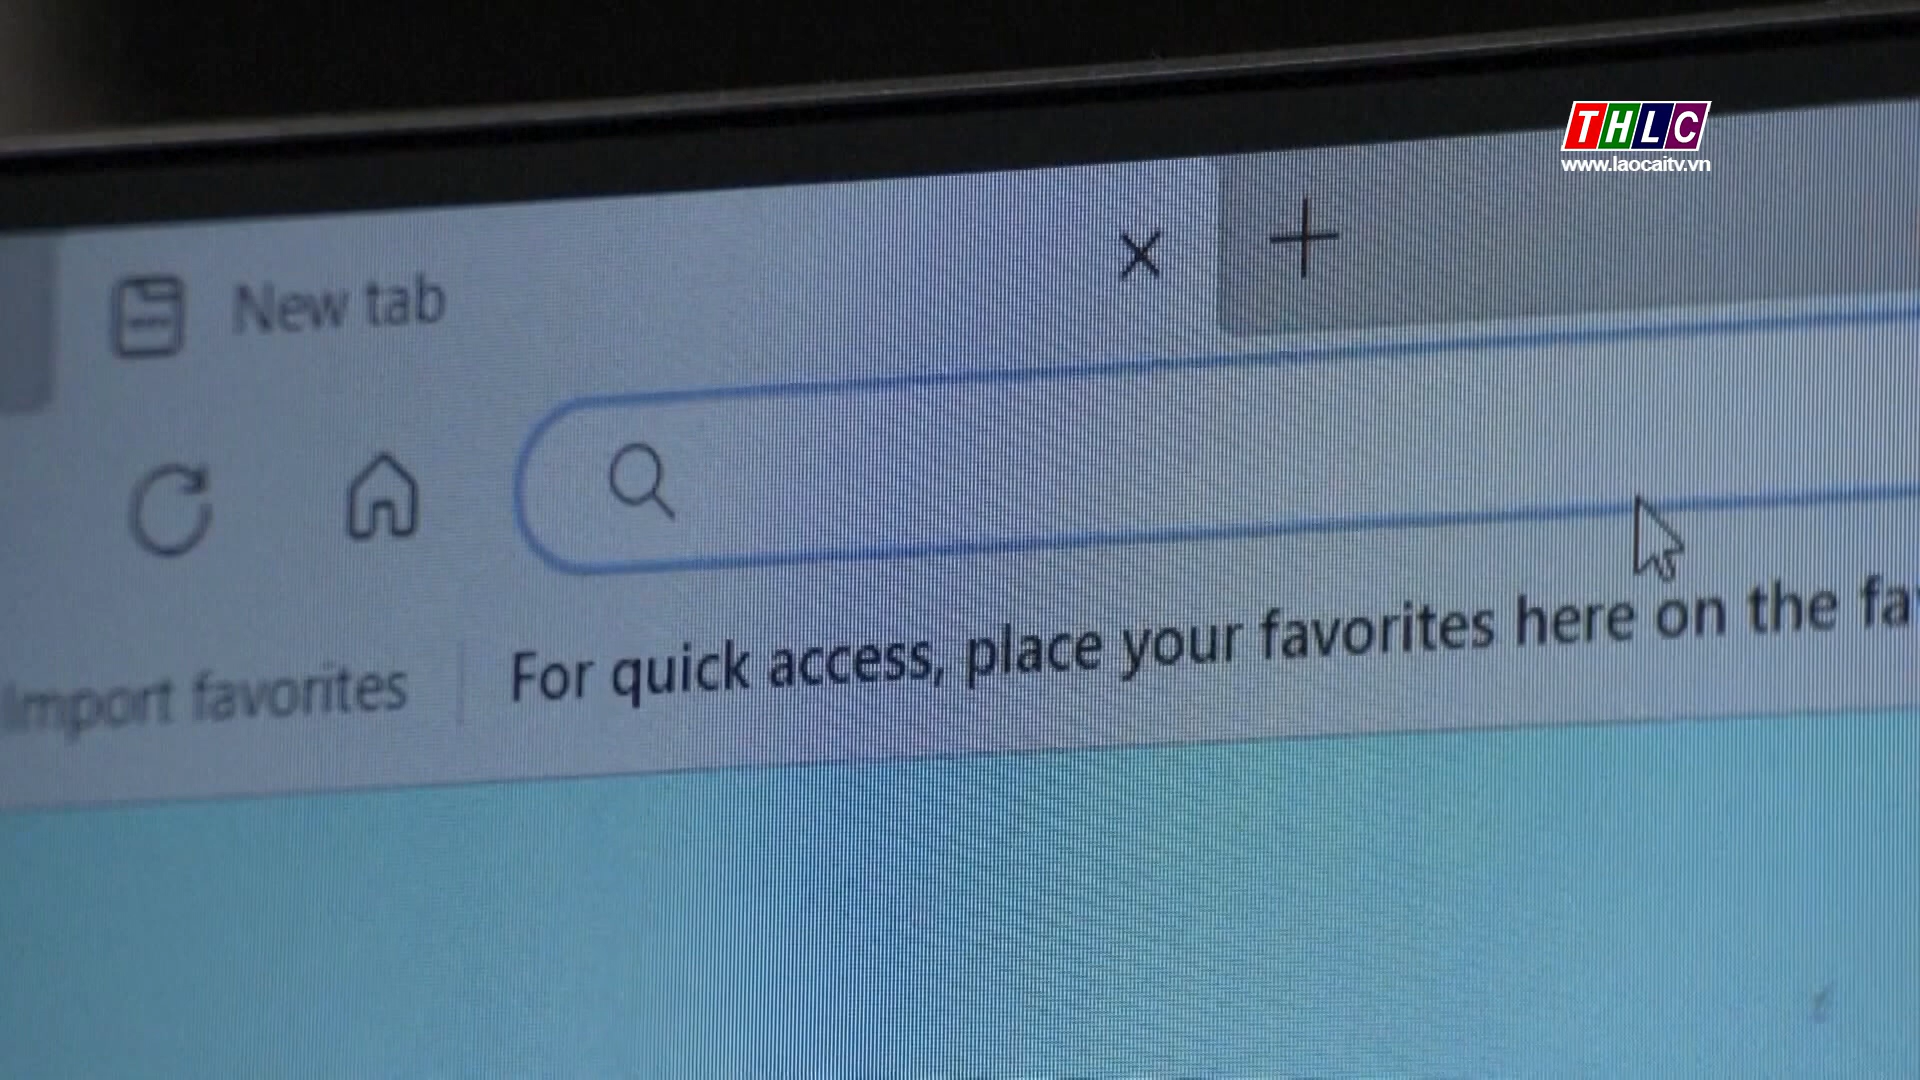 THLC
www.laocaitv.vn
New tab
Import favorites
For quick access, place your favorites here on the fa